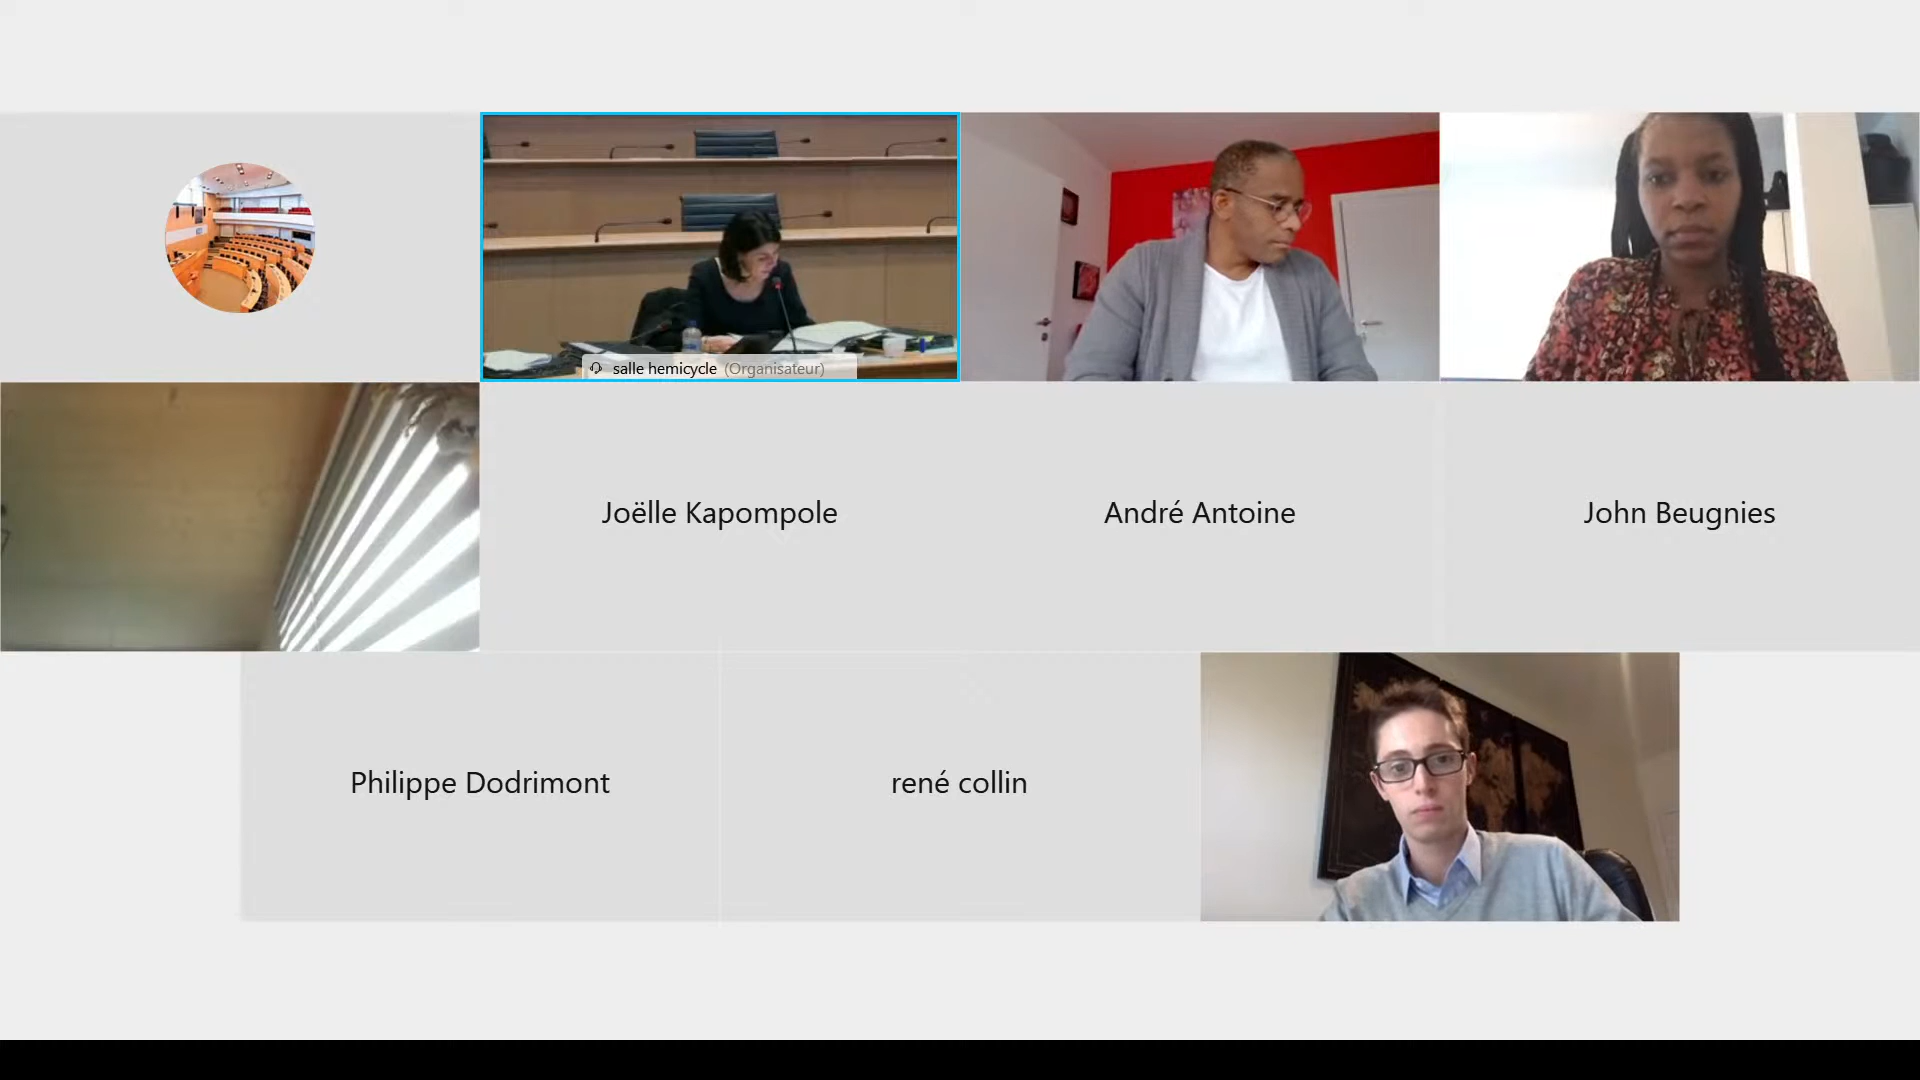 salle hemicycle (Organisateur)
Joëlle Kapompole
André Antoine
John Beugnies
Philippe Dodrimont
rené collin